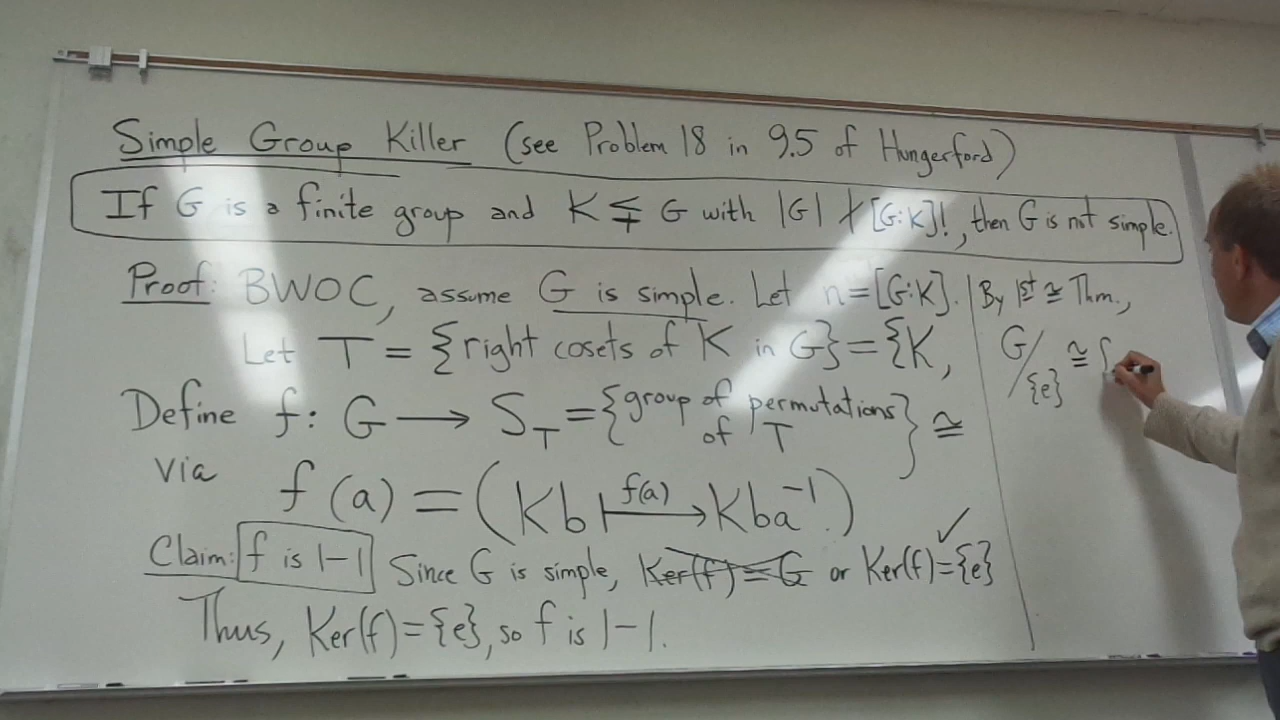 Simple Group Killer (see Problem 18 in 9.5 of Hungerford)
If G is a finite group and K ≨ G with |G| ∤ [G:K]!, then G is not simple.
Proof: BWOC, assume G is simple. Let n=[G:K].
Let T = {right cosets of K in G} = {K,
Define f: G → S_T = {group of permutations of T} ≅
via f(a) = (Kb ↦^{f(a)} Kba^{-1}.)
Claim: f is 1-1 Since G is simple, ~~Ker(f)=G~~ or Ker(f)={e} ✓
Thus, Ker(f)={e}, so f is 1-1.
By 1st ≅ Thm.,
G/{e} ≅